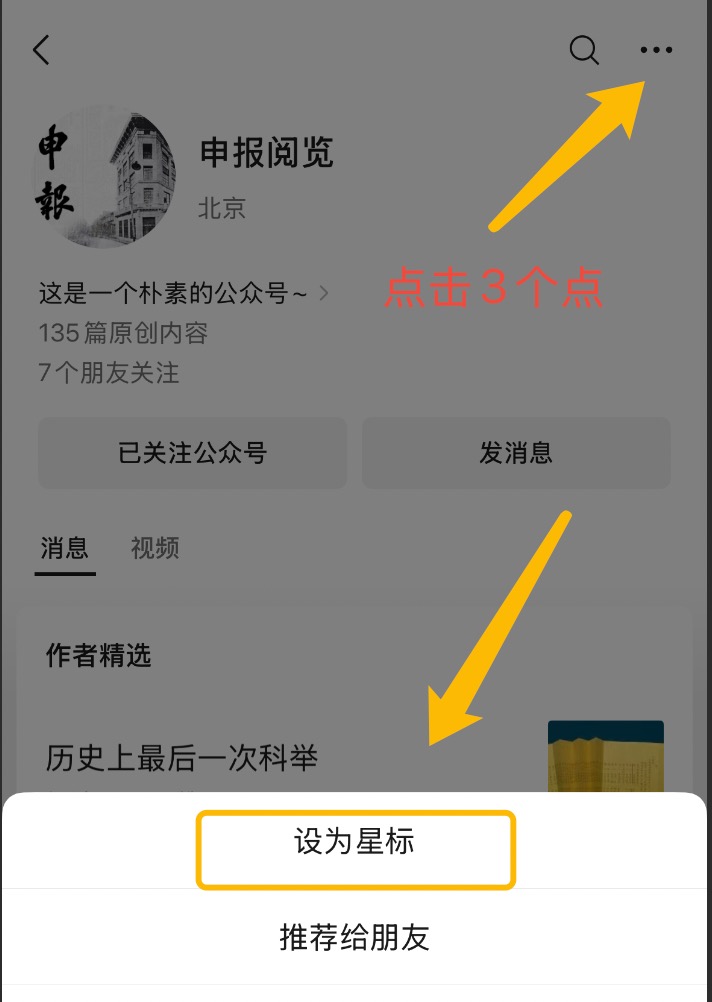 申報
申报阅览
北京
这是一个朴素的公众号~
点击3个点
135篇原创内容
7个朋友关注
已关注公众号
发消息
消息
视频
作者精选
历史上最后一次科举
设为星标
推荐给朋友